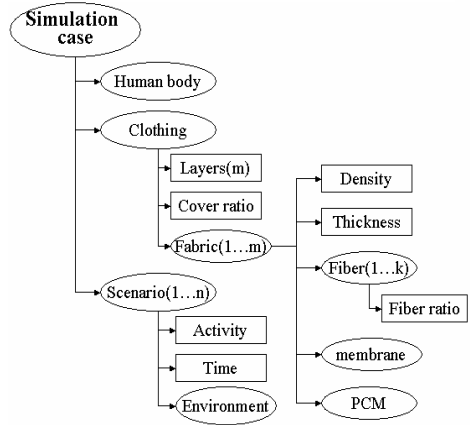 Simulation
case
Human body
Clothing
Layers(m)
Cover ratio
Fabric(1…m)
Density
Thickness
Fiber(1…k)
Fiber ratio
membrane
PCM
Scenario(1…n)
Activity
Time
Environment